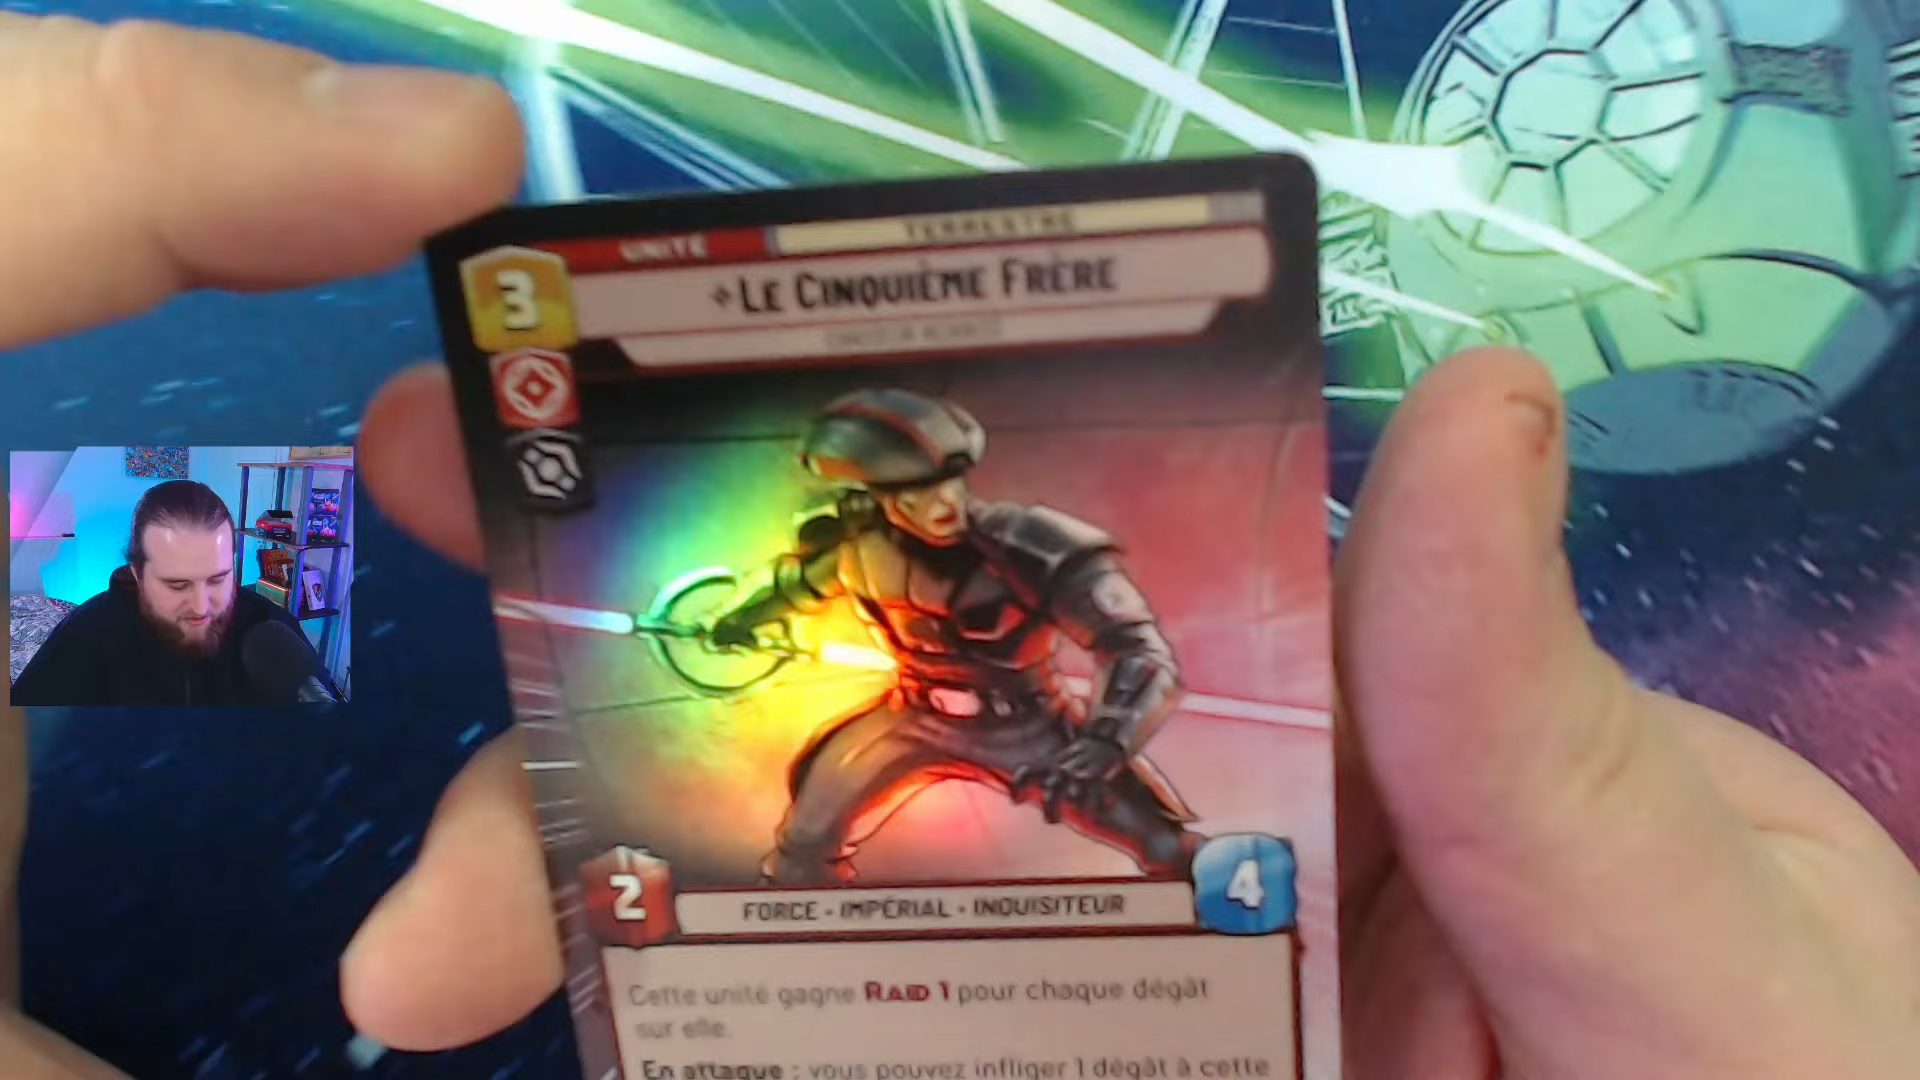 UNITÉ
TERRESTRE
3
LE CINQUIÈME FRÈRE
2
FORCE • IMPÉRIAL • INQUISITEUR
4
Cette unité gagne RAID 1 pour chaque dégât
sur elle.
En attaque : vous pouvez infliger 1 dégât à cette